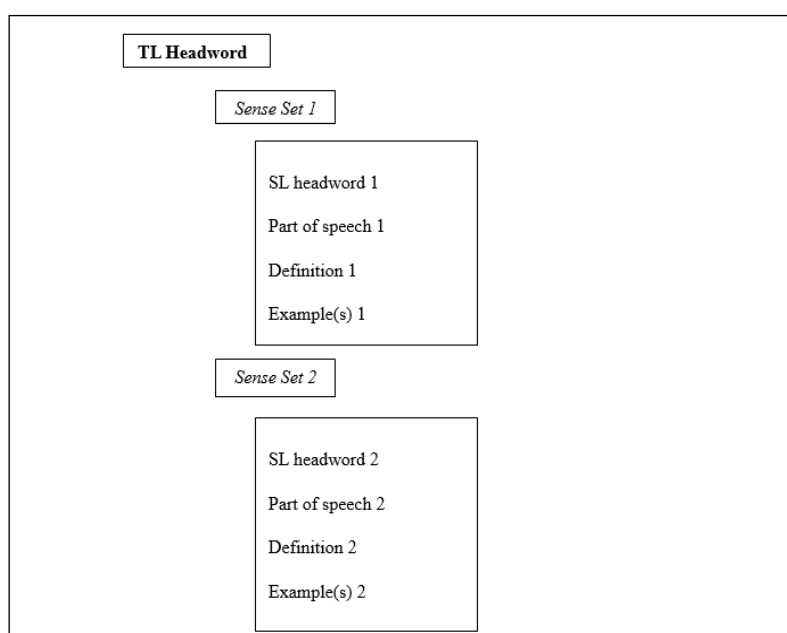 TL Headword
Sense Set 1
SL headword 1
Part of speech 1
Definition 1
Example(s) 1
Sense Set 2
SL headword 2
Part of speech 2
Definition 2
Example(s) 2